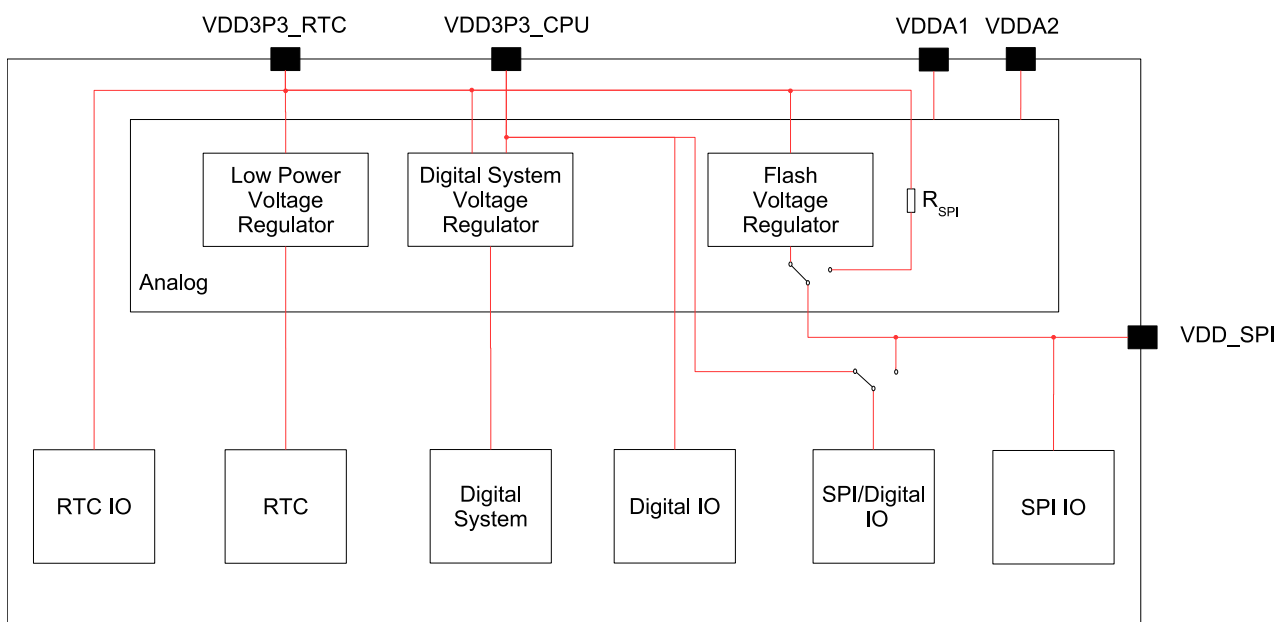 VDD3P3_RTC
VDD3P3_CPU
VDDA1
VDDA2
Low Power
Voltage
Regulator
Digital System
Voltage
Regulator
Flash
Voltage
Regulator
RSPI
Analog
VDD_SPI
RTC IO
RTC
Digital
System
Digital IO
SPI/Digital
IO
SPI IO